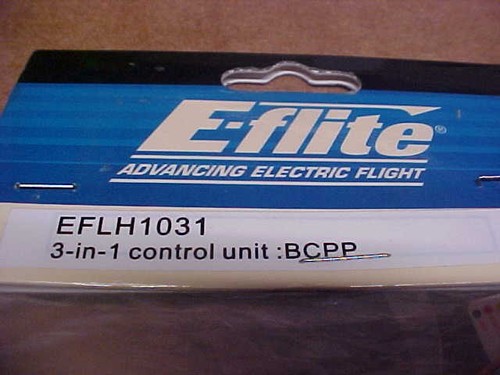 E-flite®
ADVANCING ELECTRIC FLIGHT
EFLH1031
3-in-1 control unit :BCPP